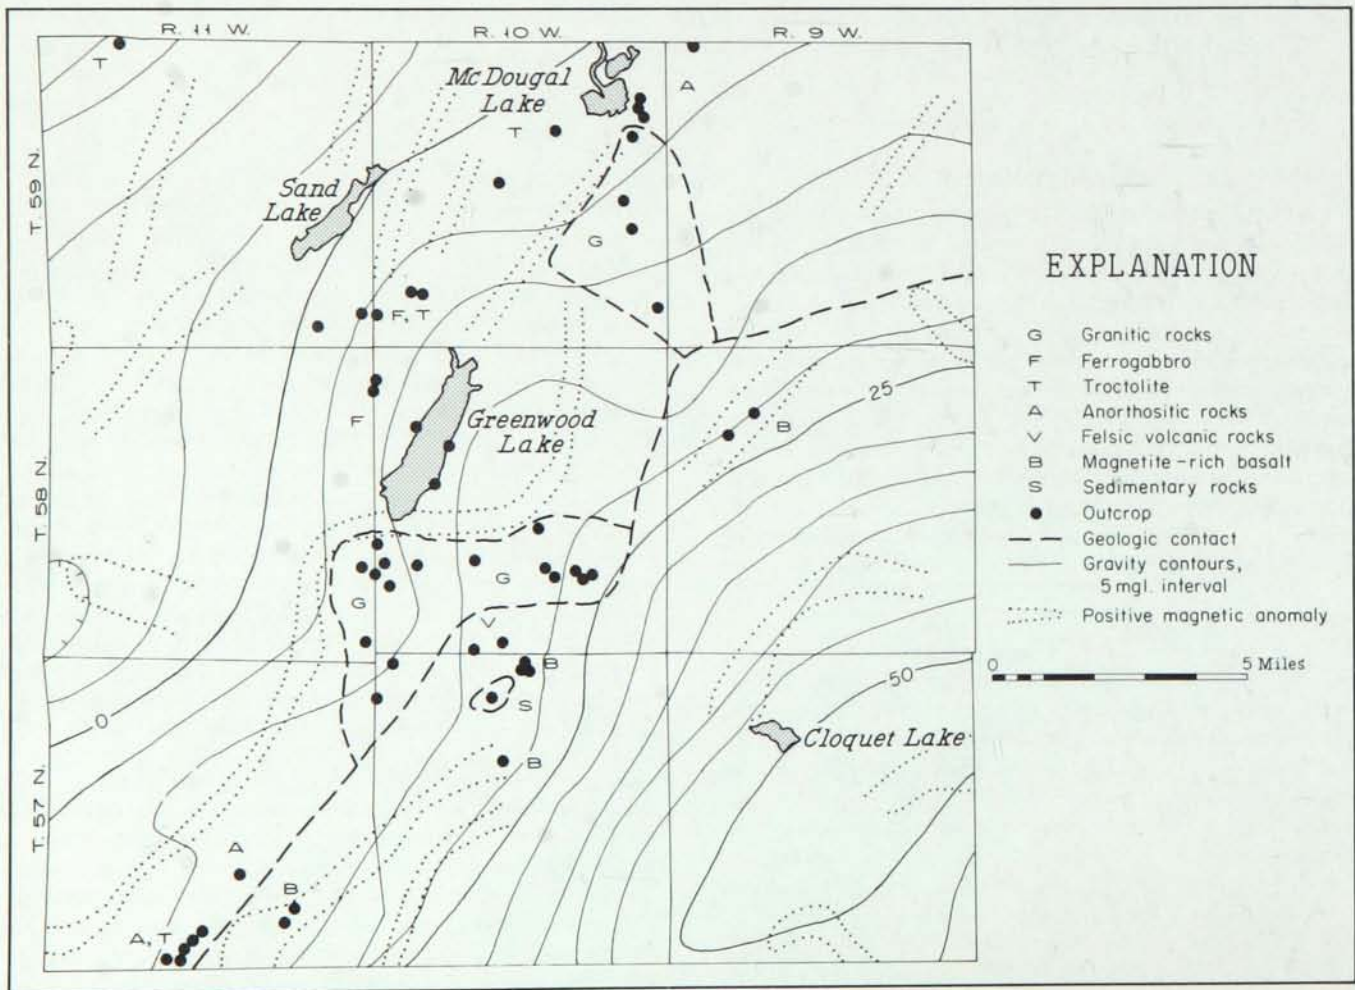 R. 11 W.
R. 10 W.
R. 9 W.
T
McDougal
Lake
A
T
T. 59 N.
Sand
Lake
G
F, T
EXPLANATION
G Granitic rocks
F Ferrogabbro
T Troctolite
A Anorthositic rocks
V Felsic volcanic rocks
B Magnetite-rich basalt
S Sedimentary rocks
Outcrop
Geologic contact
Gravity contours,
5 mgl. interval
Positive magnetic anomaly
0 5 Miles
25
F
Greenwood
Lake
B
T. 58 N.
G
G
V
B
50
S
0
Cloquet Lake
B
T. 57 N.
A
B
A, T